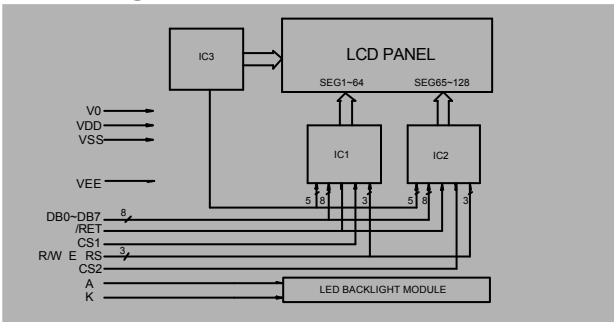 IC3
LCD PANEL
SEG1~64
SEG65~128
V0
VDD
VSS
IC1
IC2
VEE
5
8
3
5
8
3
DB0~DB7
8
/RET
CS1
R/W E RS
3
CS2
A
K
LED BACKLIGHT MODULE